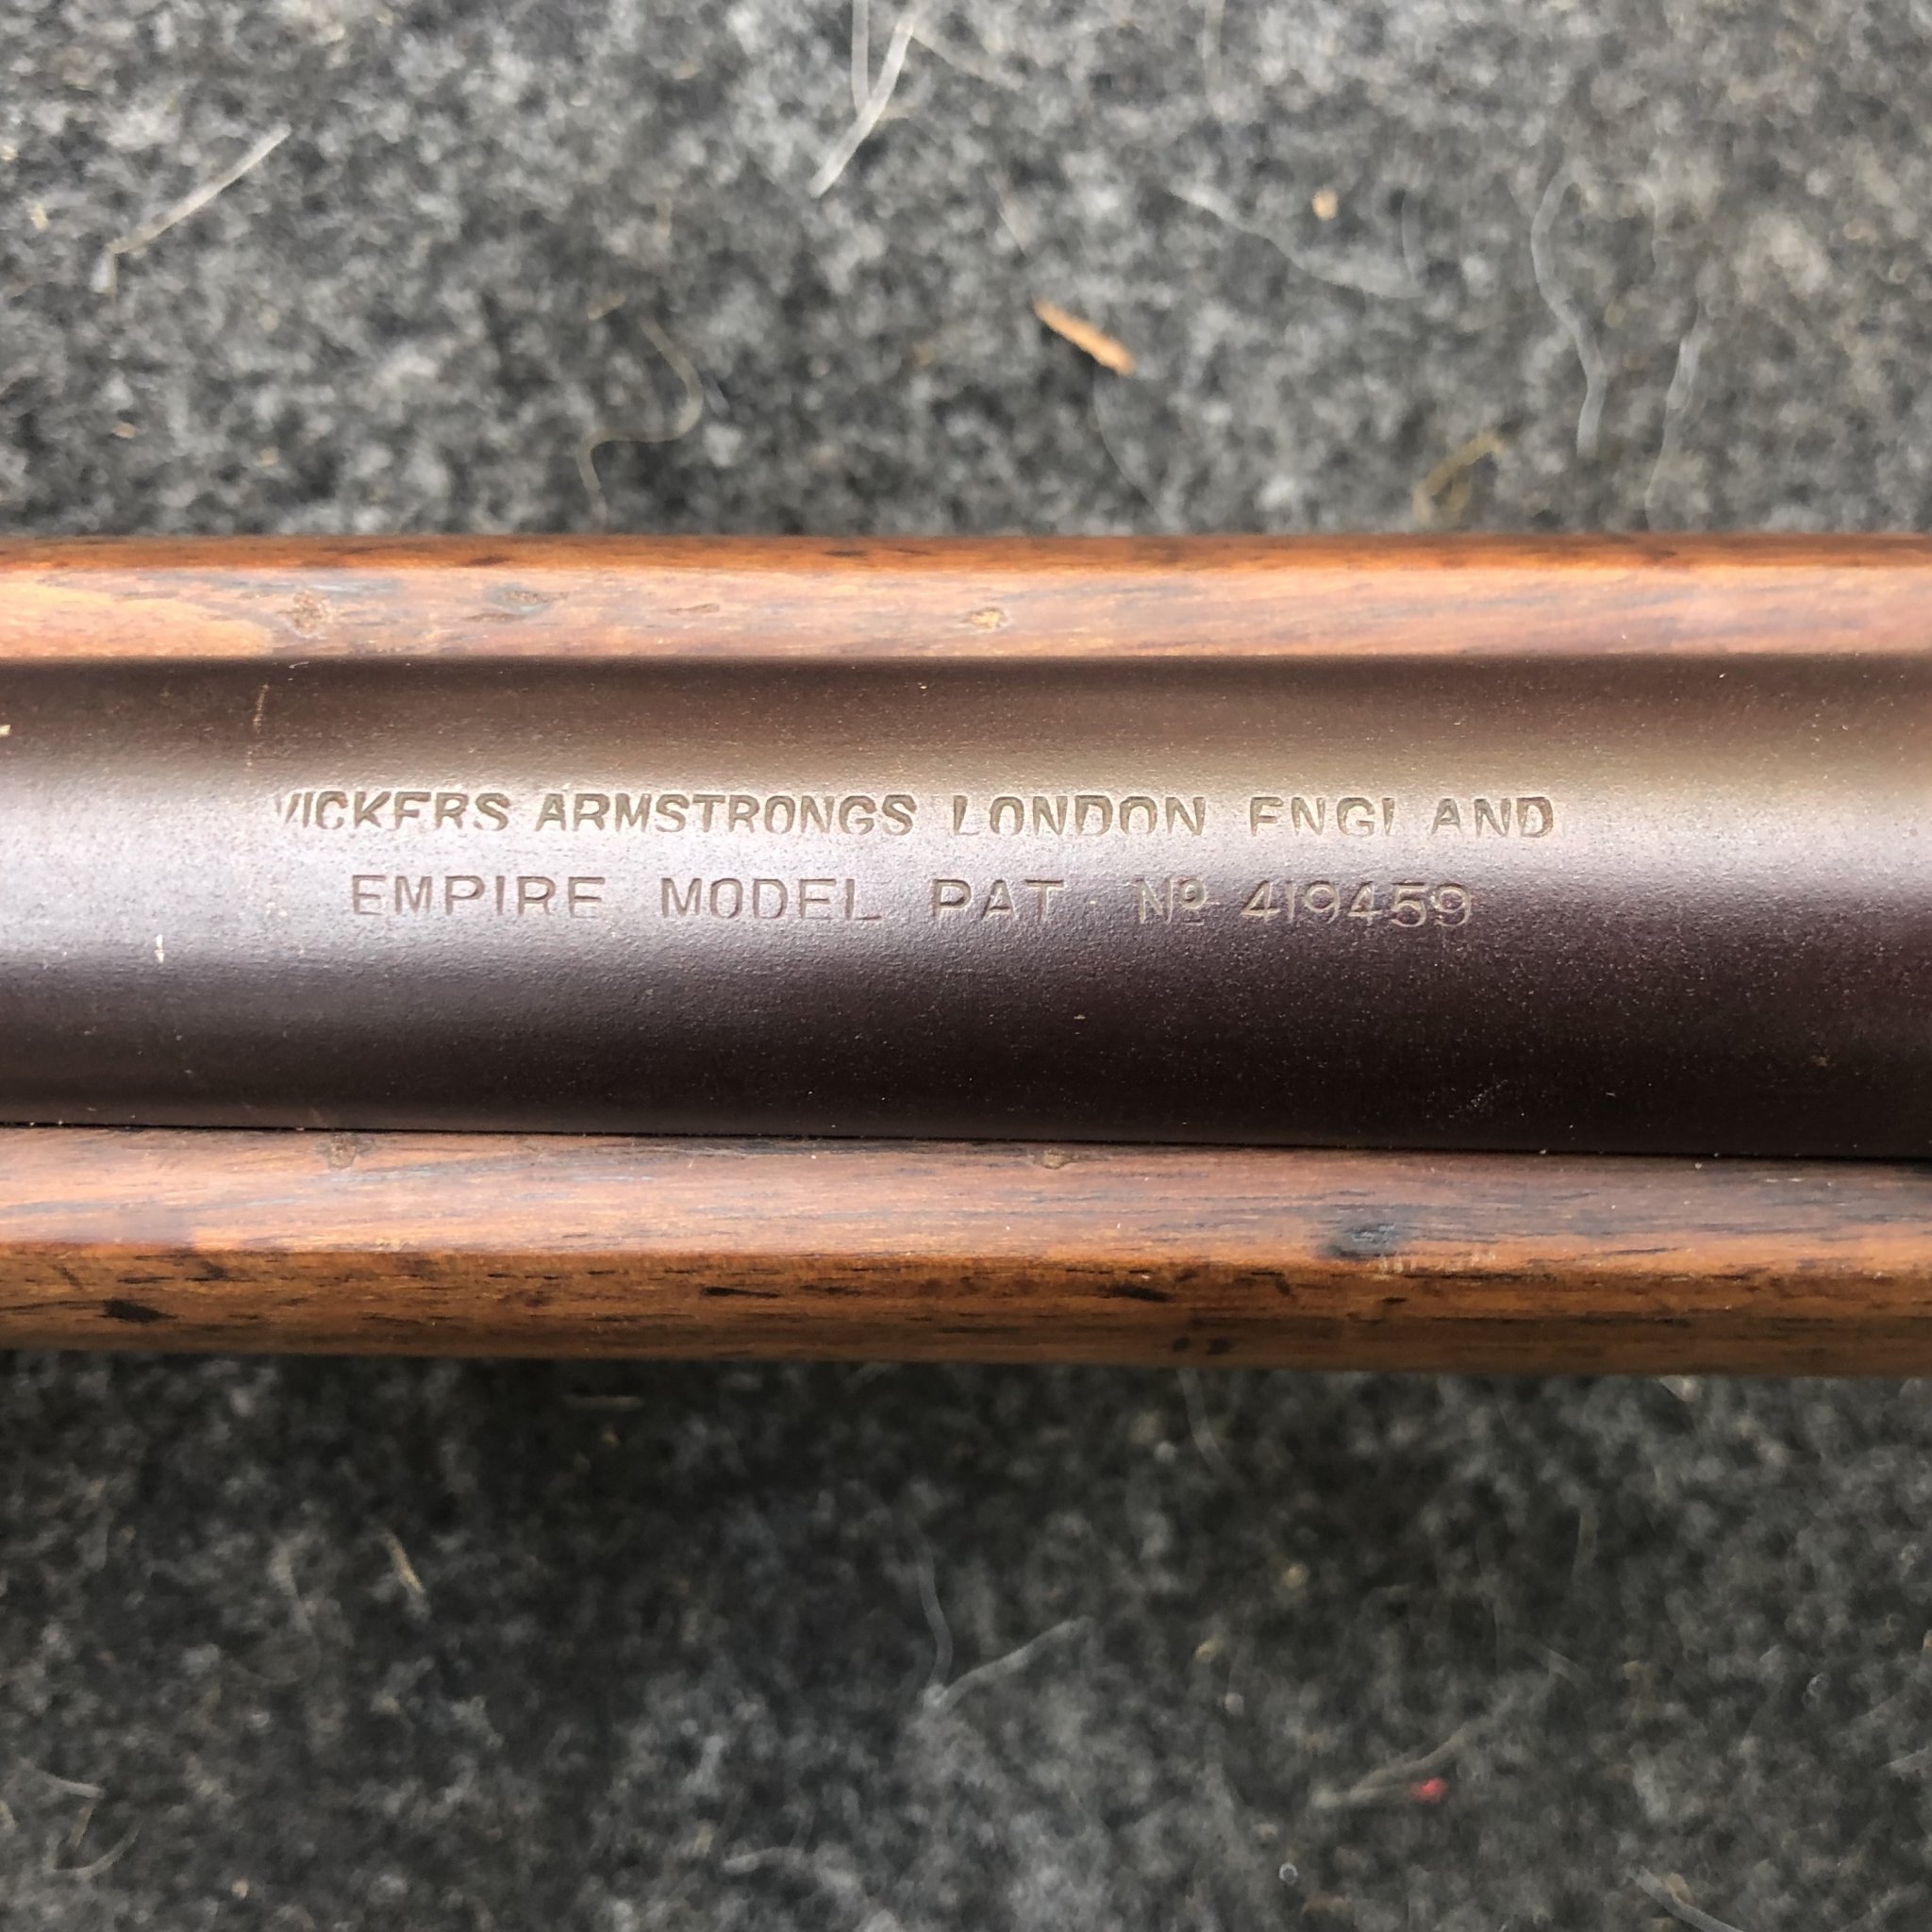 VICKERS ARMSTRONGS LONDON ENGLAND
EMPIRE MODEL PAT. Nº 419459